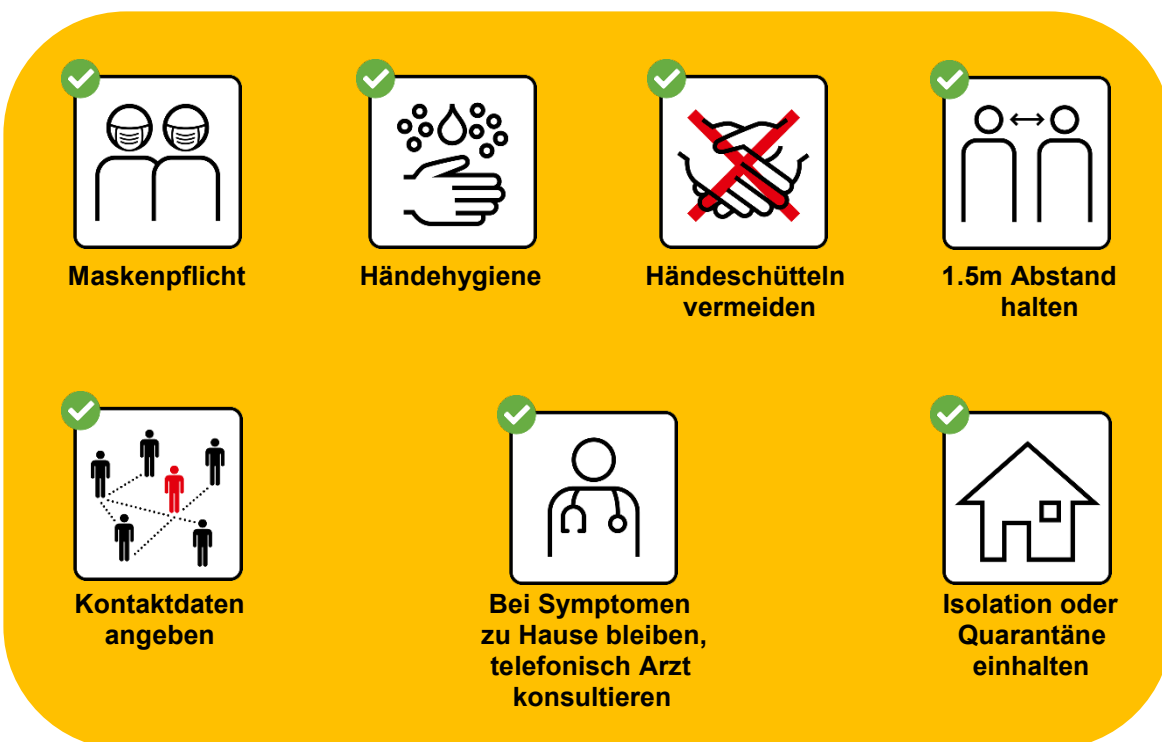 Maskenpflicht
Händehygiene
Händeschütteln
vermeiden
1.5m Abstand
halten
Kontaktdaten
angeben
Bei Symptomen
zu Hause bleiben,
telefonisch Arzt
konsultieren
Isolation oder
Quarantäne
einhalten